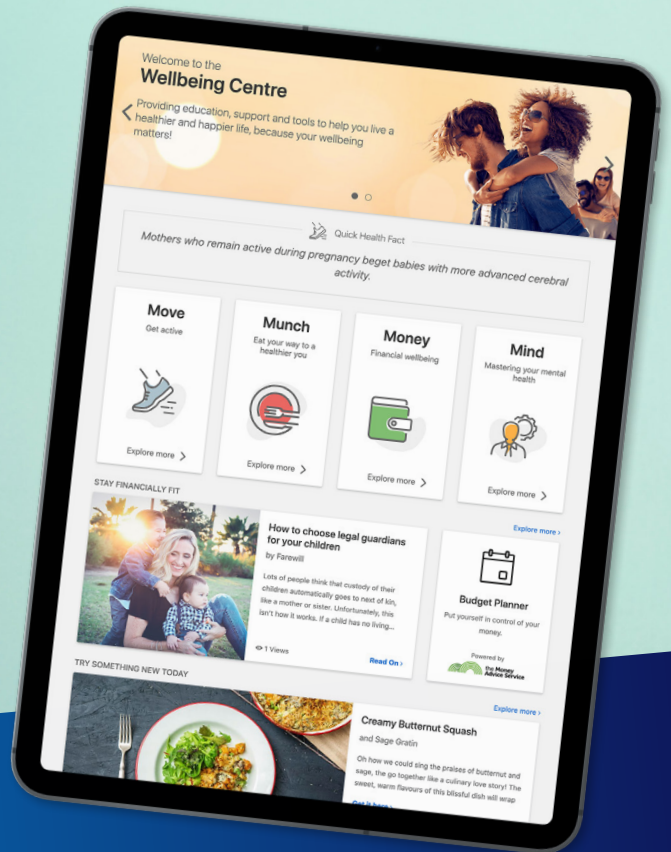 Welcome to the
Wellbeing Centre
Providing education, support and tools to help you live a
healthier and happier life, because your wellbeing
matters!
Quick Health Fact
Mothers who remain active during pregnancy beget babies with more advanced cerebral
activity.
Move
Get active
Explore more
Munch
Eat your way to a
healthier you
Explore more
Money
Financial wellbeing
Explore more
Mind
Mastering your mental
health
Explore more
STAY FINANCIALLY FIT
Explore more
How to choose legal guardians
for your children
by Farewill
Lots of people think that custody of their
children automatically goes to next of kin,
like a mother or sister. Unfortunately, this
isn't how it works. If a child has no living...
1 Views
Read On
Budget Planner
Put yourself in control of your
money.
Powered by
the Money
Advice Service
TRY SOMETHING NEW TODAY
Explore more
Creamy Butternut Squash
and Sage Gratin
Oh how we could sing the praises of butternut and
sage, the go together like a culinary love story! The
sweet, warm flavours of this blissful dish will wrap
Get it here